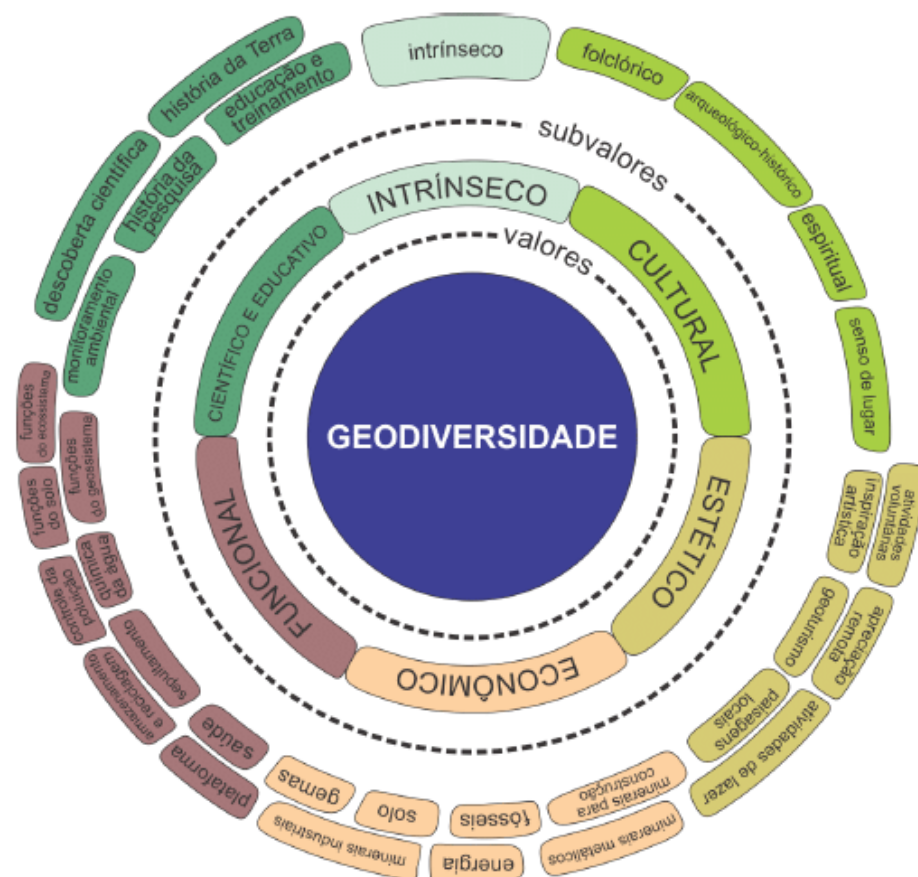 GEODIVERSIDADE
valores
subvalores
INTRÍNSECO
intrínseco
CULTURAL
folclórico
arqueológico-histórico
espiritual
senso de lugar
ESTÉTICO
atividades
voluntárias
inspiração
artística
apreciação
remota
geoturismo
paisagens
locais
atividades de lazer
ECONÔMICO
minerais para
construção
minerais metálicos
fósseis
energia
solo
gemas
minerais industriais
FUNCIONAL
saúde
plataforma
sepultamento
armazenamento
e reciclagem
química
da água
controle da
poluição
funções
do solo
funções
do geossistema
funções
do ecossistema
CIENTÍFICO E EDUCATIVO
monitoramento
ambiental
descoberta científica
história da
pesquisa
história da Terra
educação e
treinamento